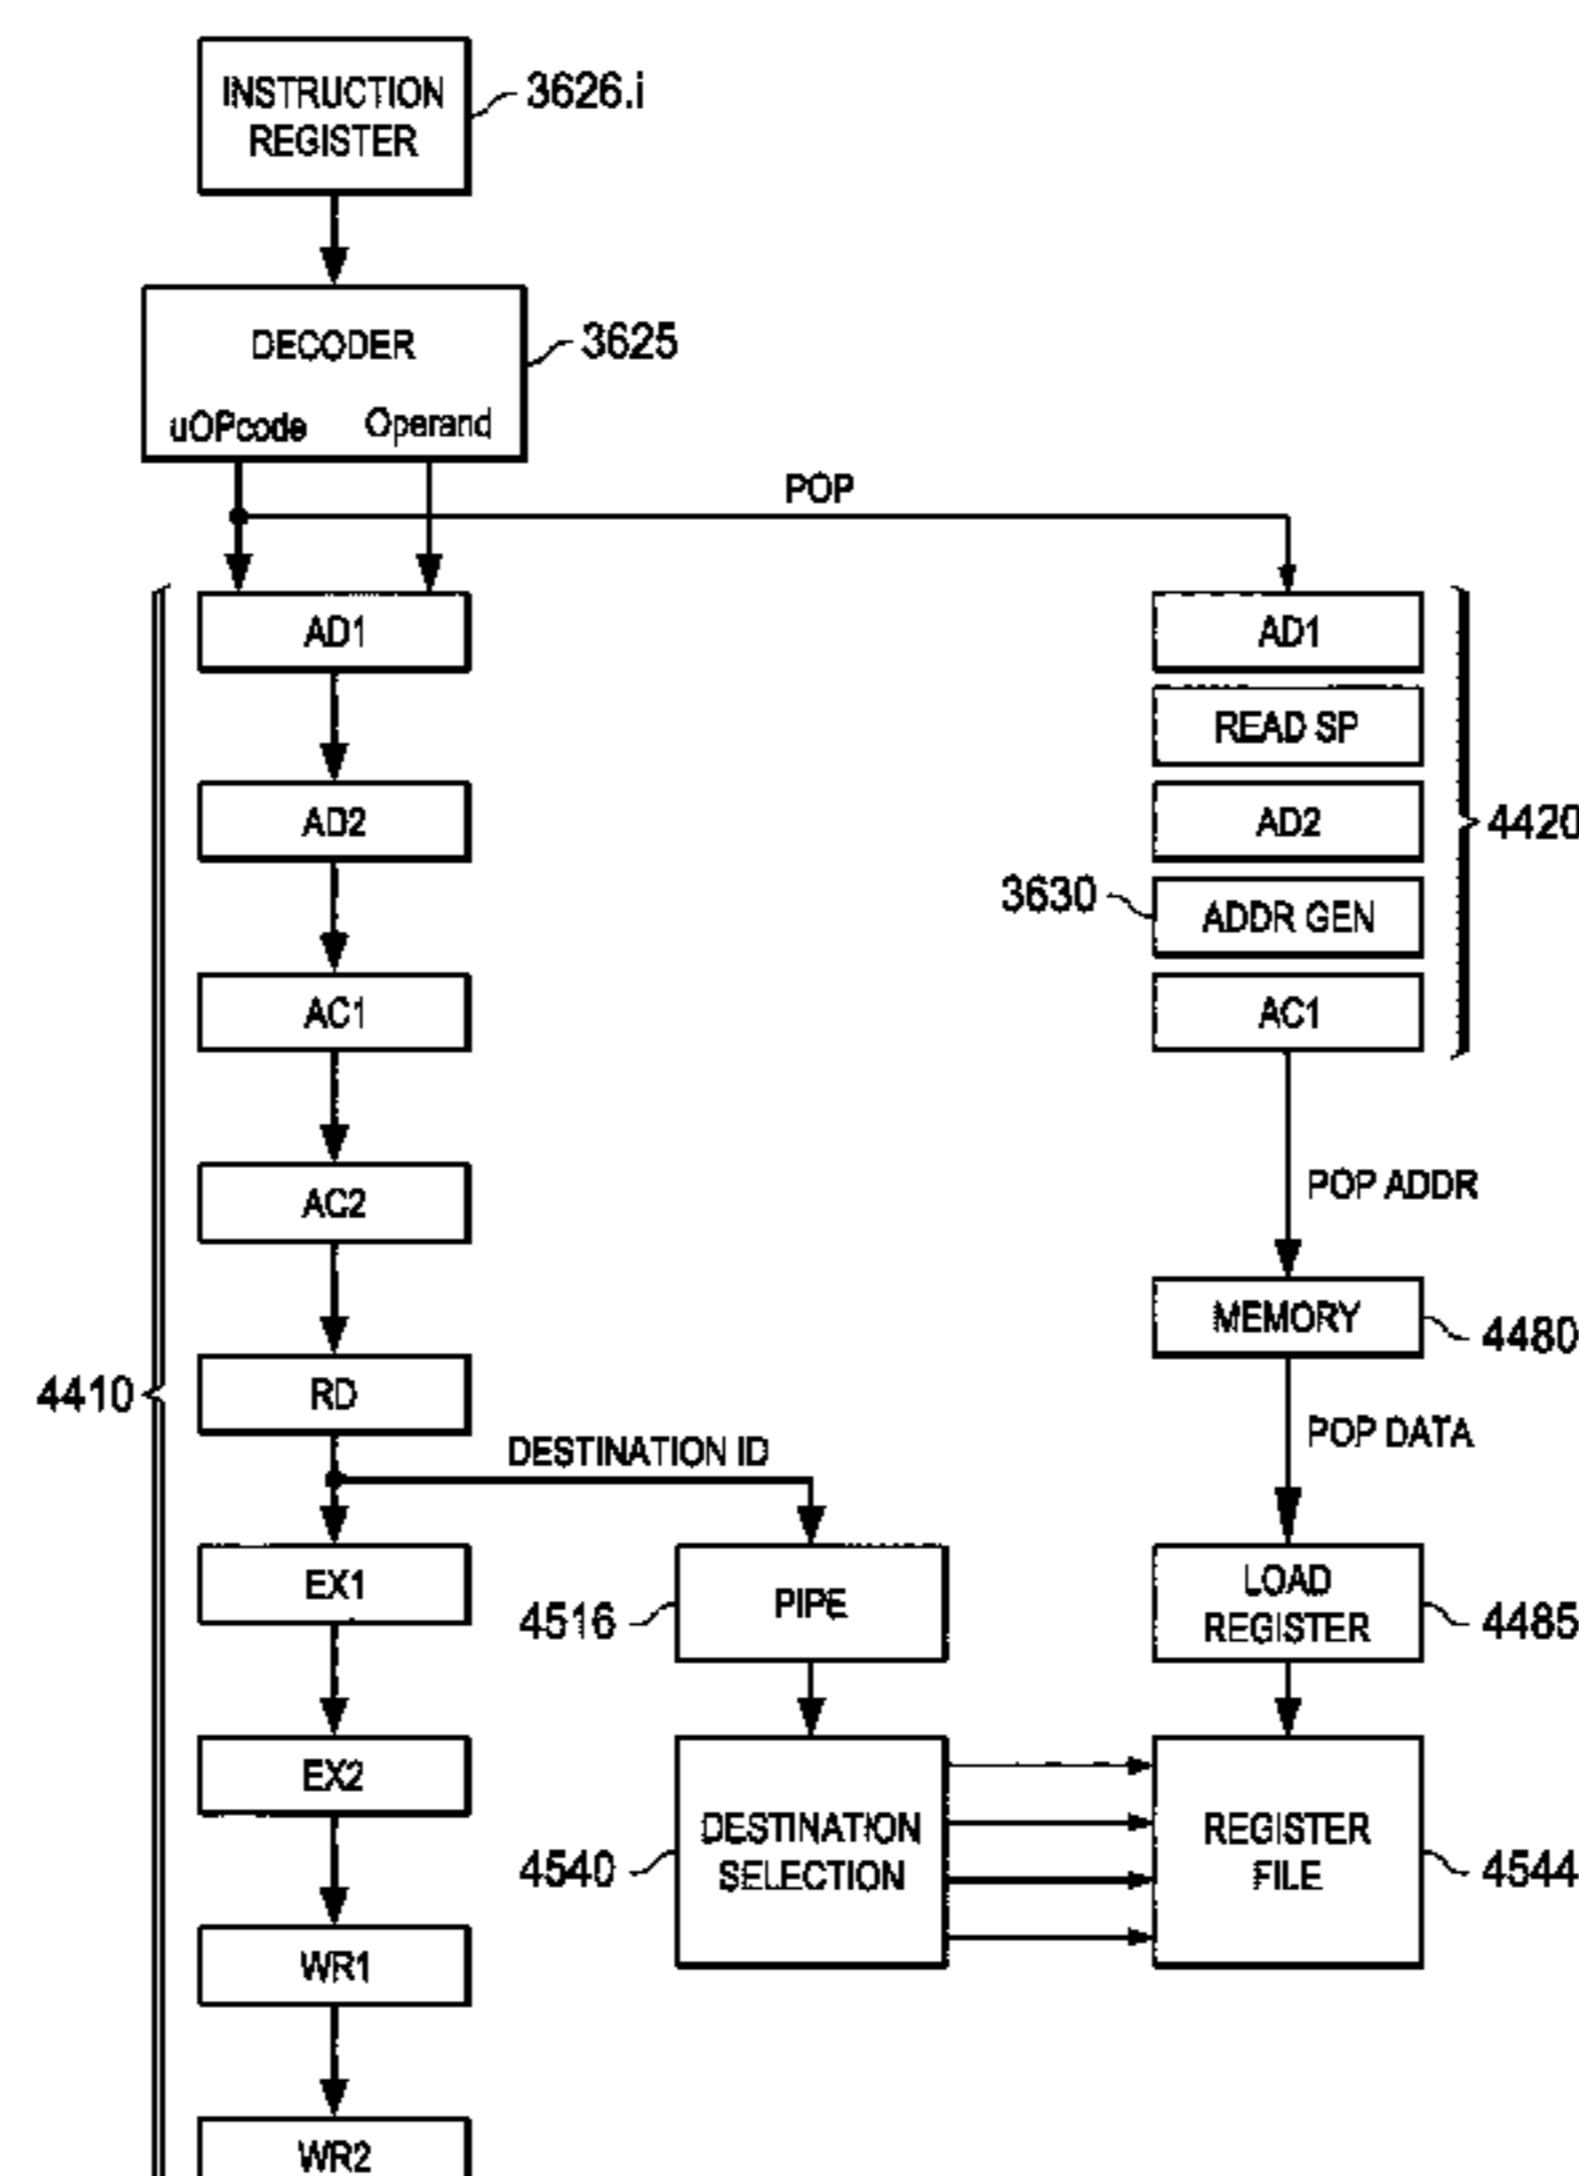 INSTRUCTION
REGISTER
3626.i
DECODER
3625
uOPcode
Operand
POP
AD1
AD1
READ SP
AD2
AD2
4420
3630
ADDR GEN
AC1
AC1
AC2
POP ADDR
MEMORY
4480
4410
RD
POP DATA
DESTINATION ID
EX1
4516
PIPE
LOAD
REGISTER
4485
EX2
4540
DESTINATION
SELECTION
REGISTER
FILE
4544
WR1
WR2